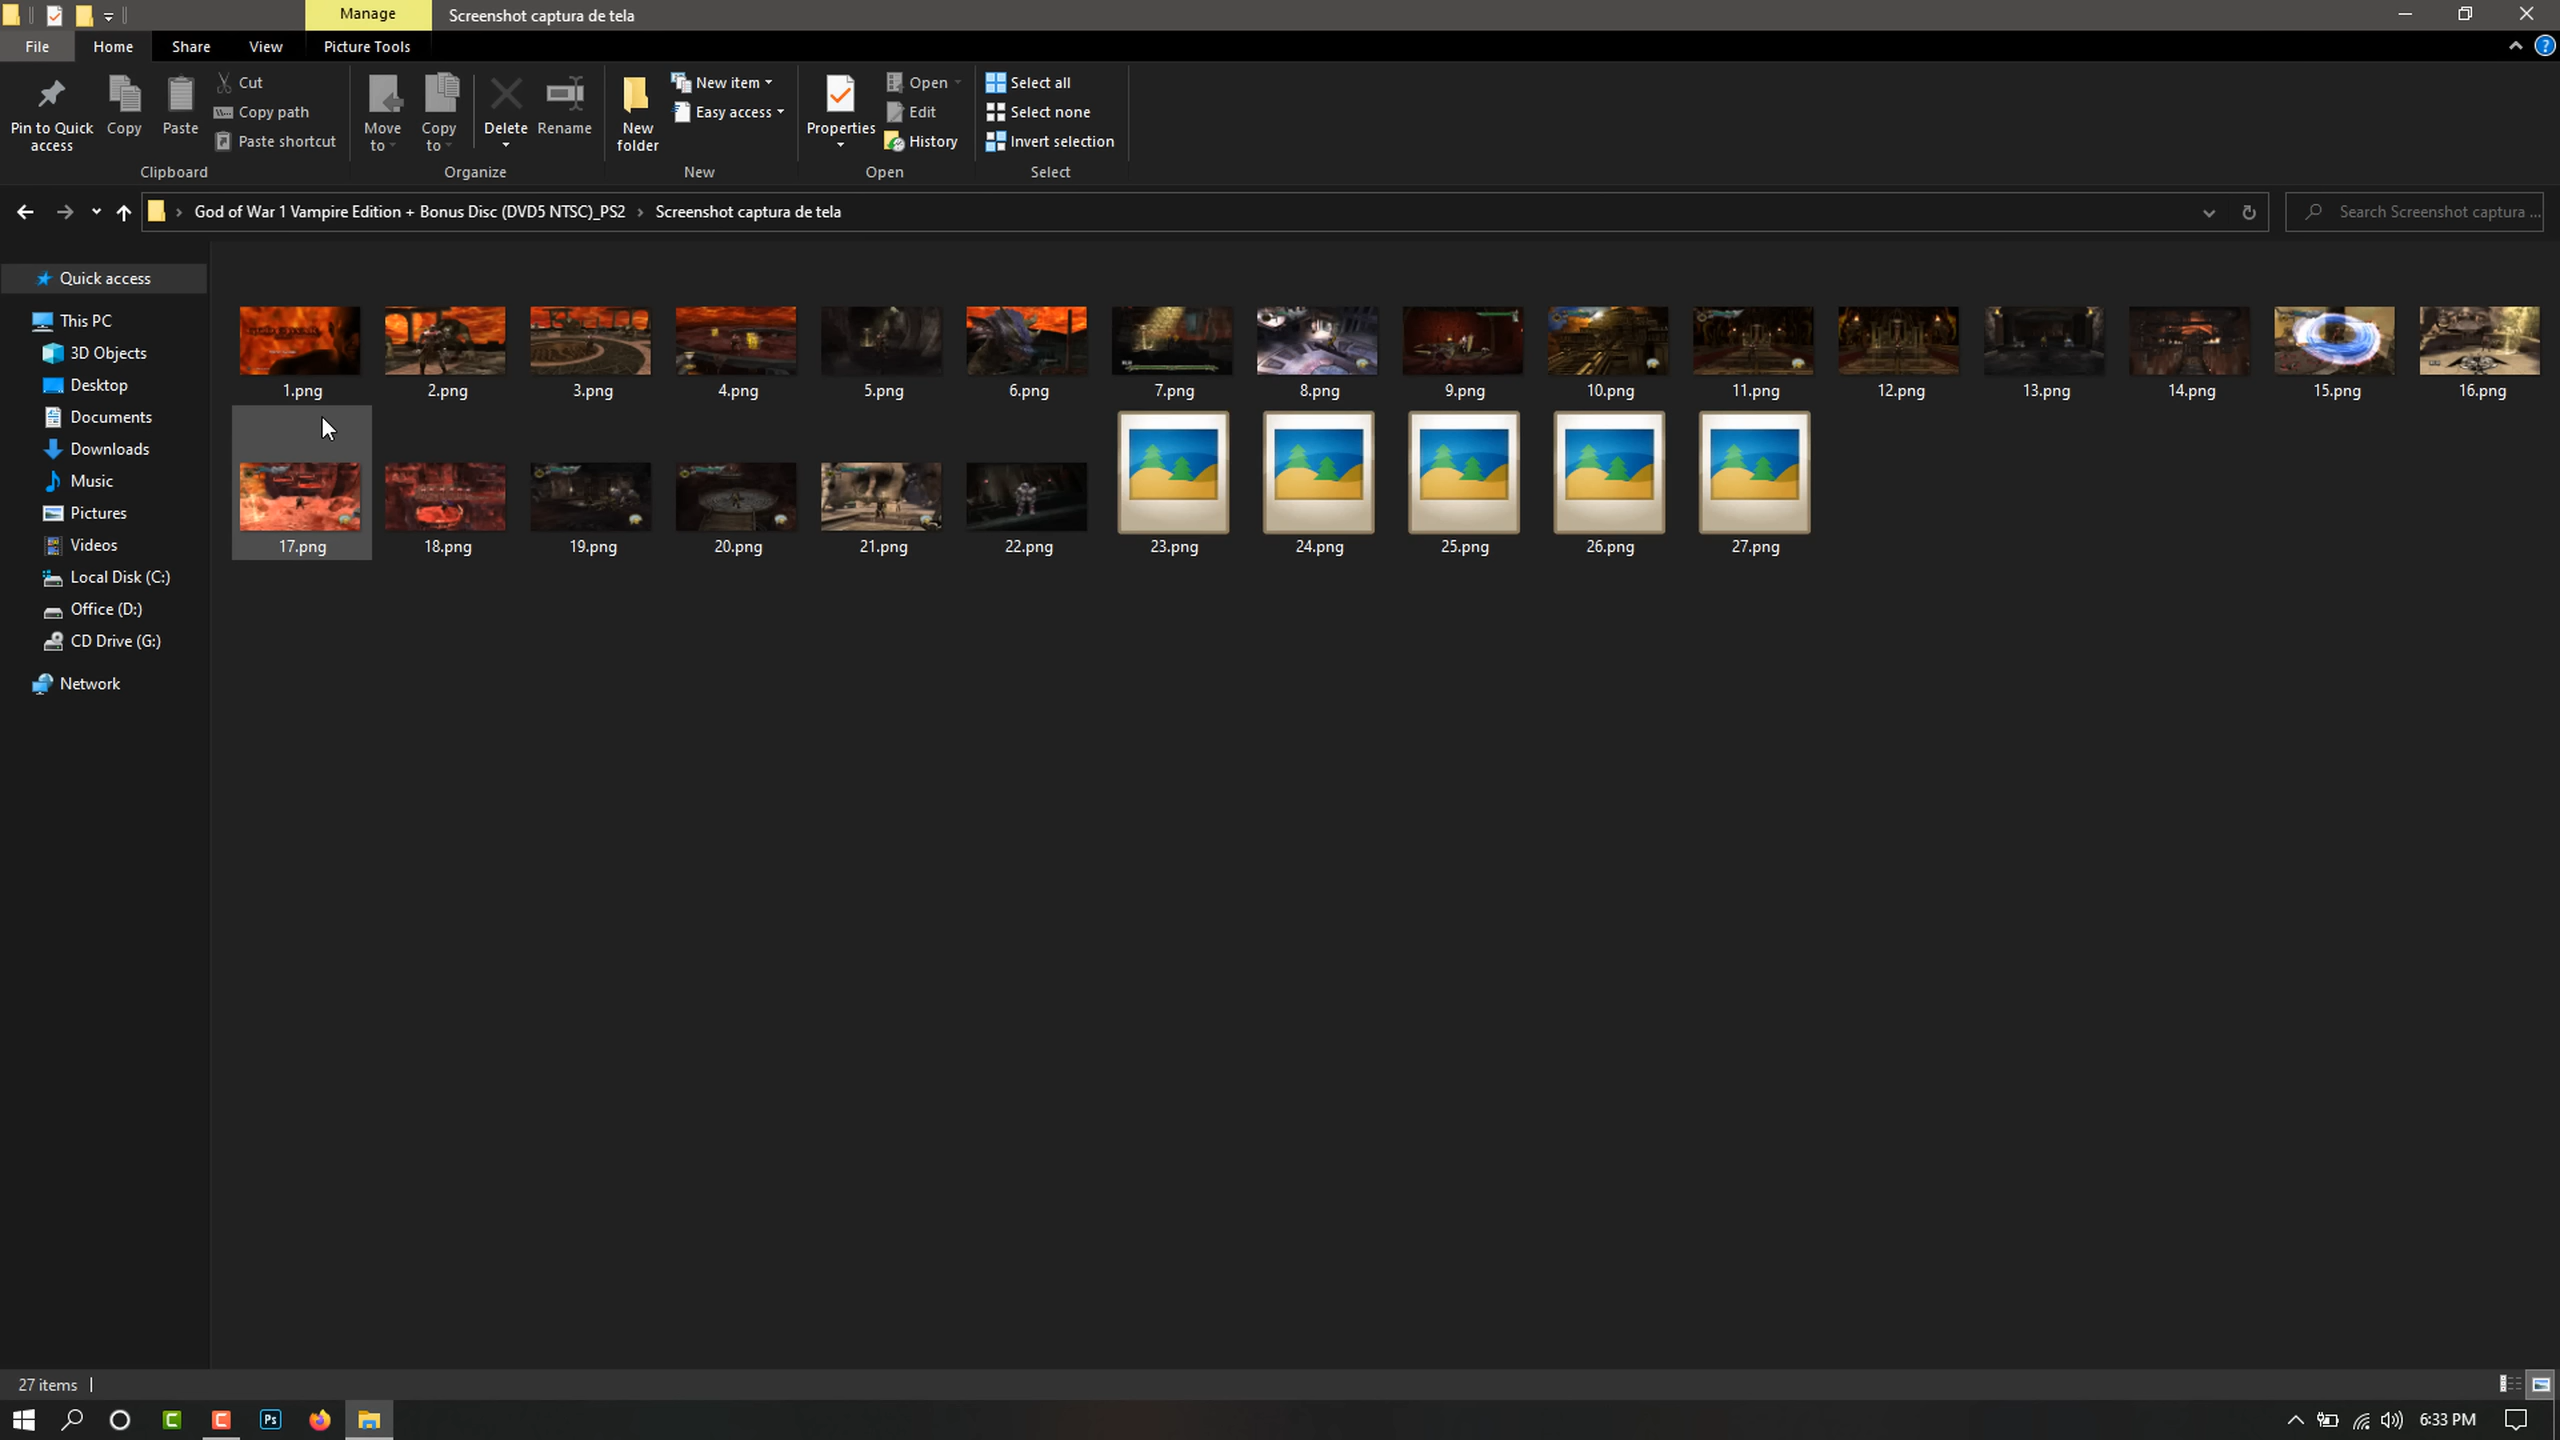 Manage
Screenshot captura de tela
File
Home
Share
View
Picture Tools
Pin to Quick access
Copy
Paste
Cut
Copy path
Paste shortcut
Clipboard
Move to
Copy to
Delete
Rename
Organize
New folder
New item
Easy access
New
Properties
Open
Edit
History
Open
Select all
Select none
Invert selection
Select
God of War 1 Vampire Edition + Bonus Disc (DVD5 NTSC)_PS2 › Screenshot captura de tela
Search Screenshot captura ...
Quick access
This PC
3D Objects
Desktop
Documents
Downloads
Music
Pictures
Videos
Local Disk (C:)
Office (D:)
CD Drive (G:)
Network
1.png
2.png
3.png
4.png
5.png
6.png
7.png
8.png
9.png
10.png
11.png
12.png
13.png
14.png
15.png
16.png
17.png
18.png
19.png
20.png
21.png
22.png
23.png
24.png
25.png
26.png
27.png
27 items
Ps
6:33 PM